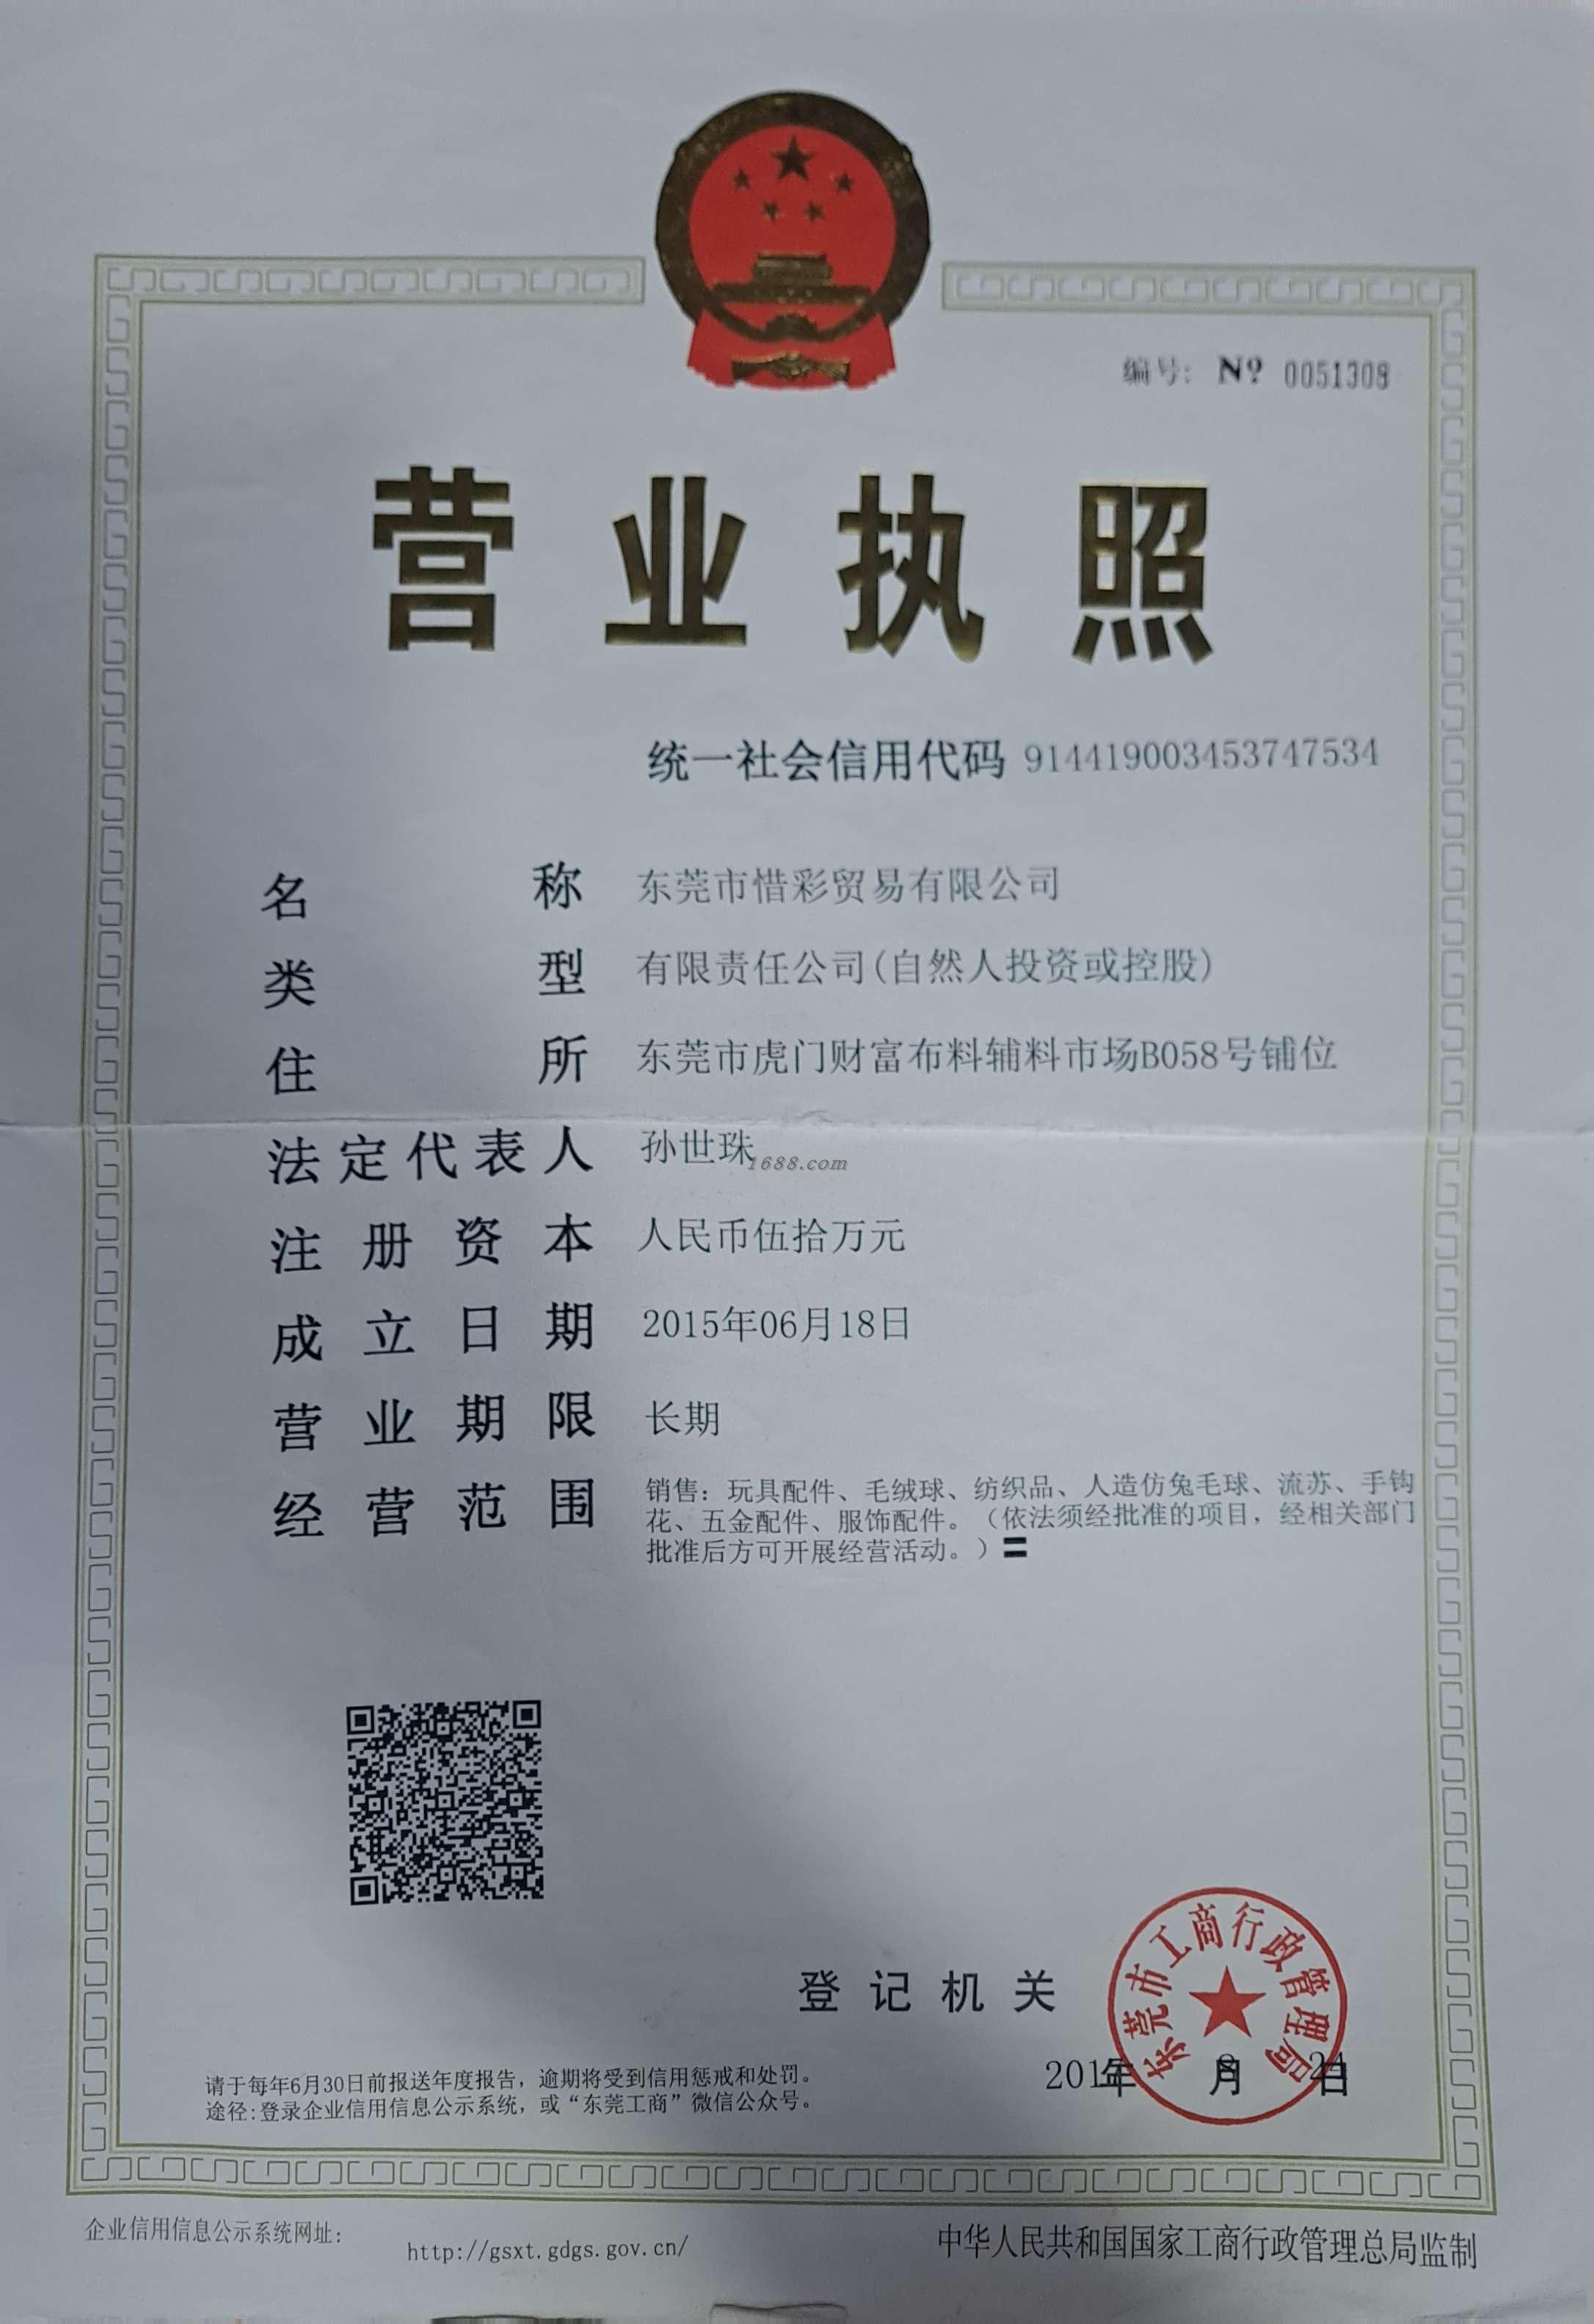 编号: Nº 0051308
营业执照
统一社会信用代码 914419003453747534
名称 东莞市惜彩贸易有限公司
类型 有限责任公司(自然人投资或控股)
住所 东莞市虎门财富布料辅料市场B058号铺位
法定代表人 孙世珠
1688.com
注册资本 人民币伍拾万元
成立日期 2015年06月18日
营业期限 长期
经营范围 销售：玩具配件、毛绒球、纺织品、人造仿兔毛球、流苏、手钩
花、五金配件、服饰配件。（依法须经批准的项目，经相关部门
批准后方可开展经营活动。）〓
登记机关
东莞市工商行政管理局
年 8月 24日
请于每年6月30日前报送年度报告，逾期将受到信用惩戒和处罚。
途径:登录企业信用信息公示系统，或“东莞工商”微信公众号。
企业信用信息公示系统网址：
http://gsxt.gdgs.gov.cn/
中华人民共和国国家工商行政管理总局监制